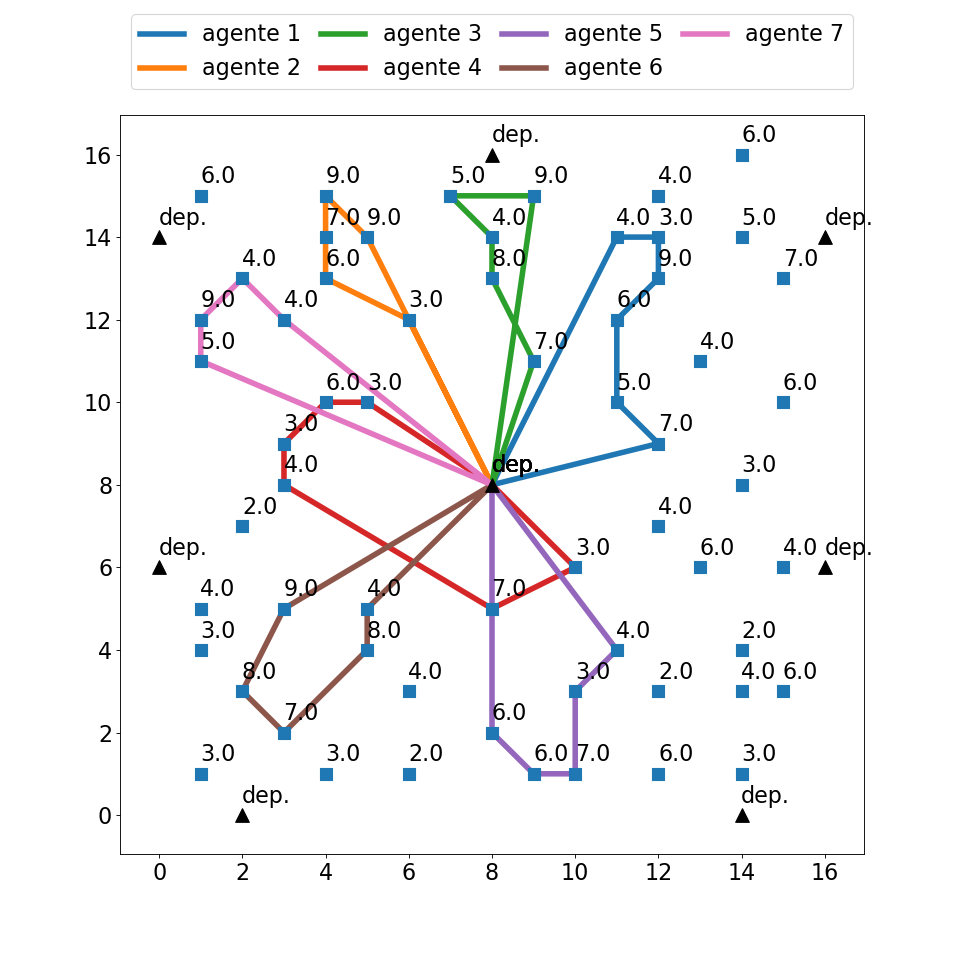 agente 1 agente 3 agente 5 agente 7
agente 2 agente 4 agente 6
dep. 6.0
16
6.0 9.0 5.0 9.0 4.0
dep. 7.0 9.0 4.0 4.0 3.0 5.0 dep.
14
4.0 6.0 8.0 9.0 7.0
9.0 4.0 3.0 6.0
12
5.0 7.0 4.0
6.0 3.0 5.0 6.0
10
3.0 7.0
4.0 dep. 3.0
8
2.0 4.0
dep. 3.0 6.0 4.0 dep.
6
4.0 9.0 4.0 7.0
3.0 8.0 4.0 2.0
4
8.0 4.0 3.0 2.0 4.0 6.0
7.0 6.0
2
3.0 3.0 2.0 6.0 7.0 6.0 3.0
dep. dep.
0
0 2 4 6 8 10 12 14 16